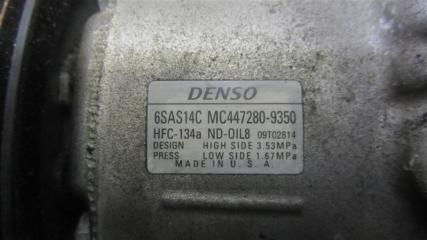 DENSO
6SAS14C MC447280-9350
HFC-134a ND-OIL8 09T02814
DESIGN HIGH SIDE 3.53MPa
PRESS LOW SIDE 1.67MPa
MADE IN U.S.A.